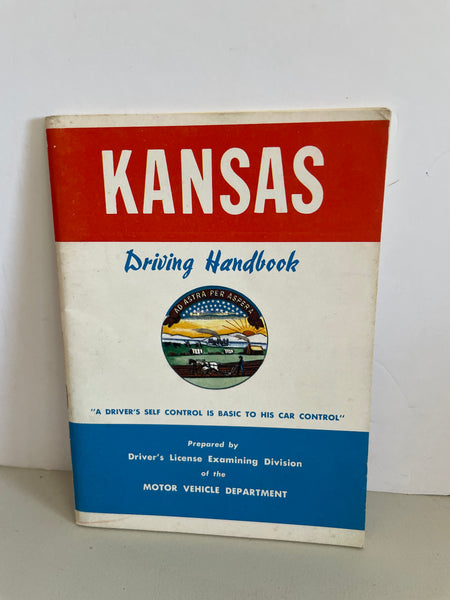 KANSAS
Driving Handbook
AD ASTRA PER ASPERA
"A DRIVER'S SELF CONTROL IS BASIC TO HIS CAR CONTROL"
Prepared by
Driver's License Examining Division
of the
MOTOR VEHICLE DEPARTMENT